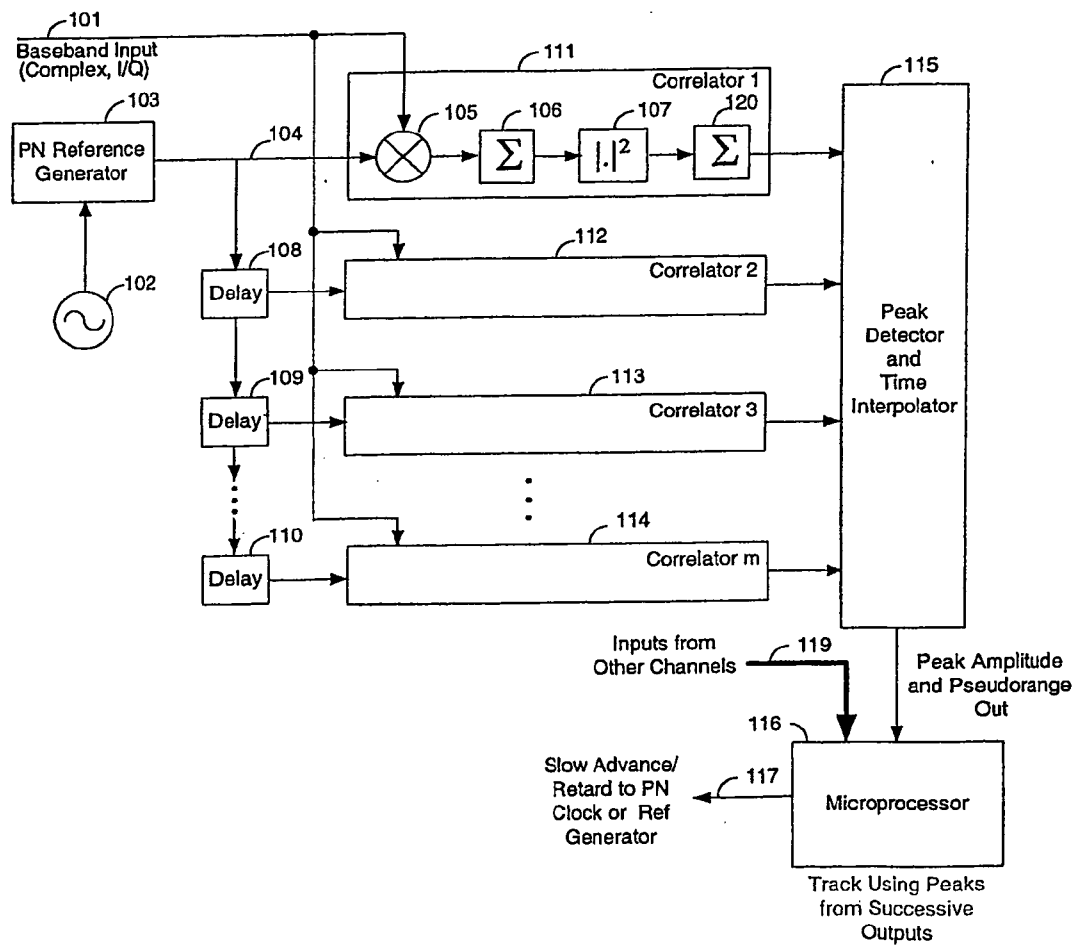 101
Baseband Input
(Complex, I/Q)
103
PN Reference
Generator
104
102
111
Correlator 1
105
106
Σ
107
|.|²
120
Σ
115
Peak
Detector
and
Time
Interpolator
108
Delay
112
Correlator 2
109
Delay
113
Correlator 3
110
Delay
114
Correlator m
Inputs from
Other Channels
119
Peak Amplitude
and Pseudorange
Out
116
Slow Advance/
Retard to PN
Clock or Ref
Generator
117
Microprocessor
Track Using Peaks
from Successive
Outputs